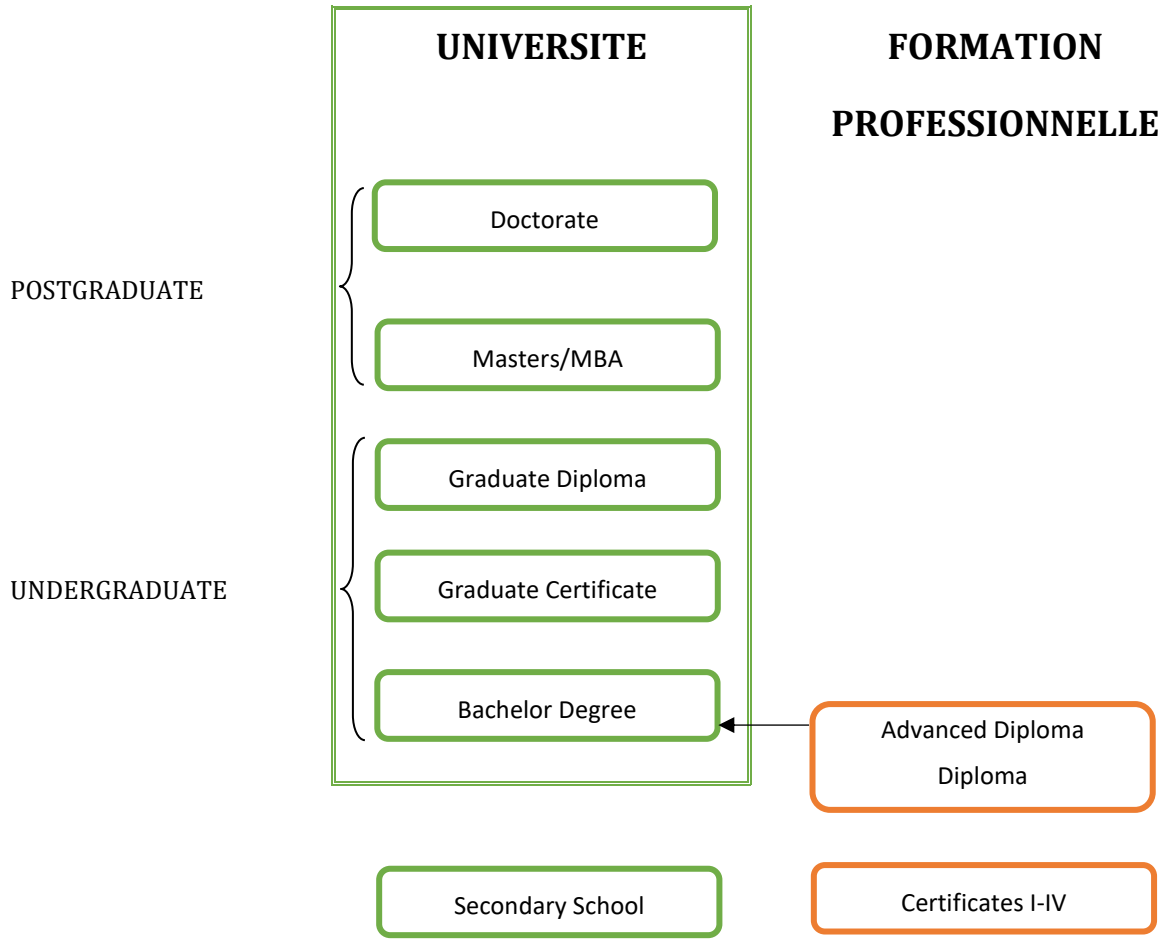 UNIVERSITE
FORMATION
PROFESSIONNELLE
Doctorate
POSTGRADUATE
Masters/MBA
Graduate Diploma
UNDERGRADUATE
Graduate Certificate
Bachelor Degree
Advanced Diploma
Diploma
Secondary School
Certificates I-IV